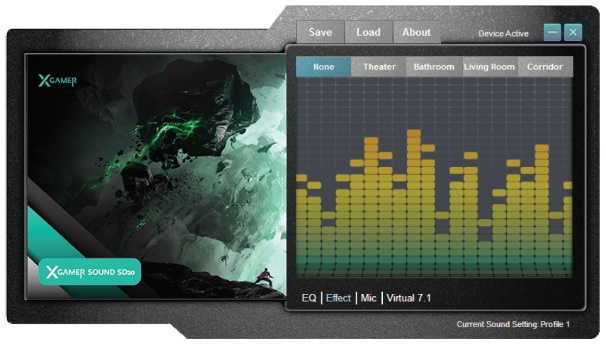 Save Load About Device Active
XGAMER
None Theater Bathroom Living Room Corridor
XGAMER SOUND SD20
EQ Effect Mic Virtual 7.1
Current Sound Setting: Profile 1